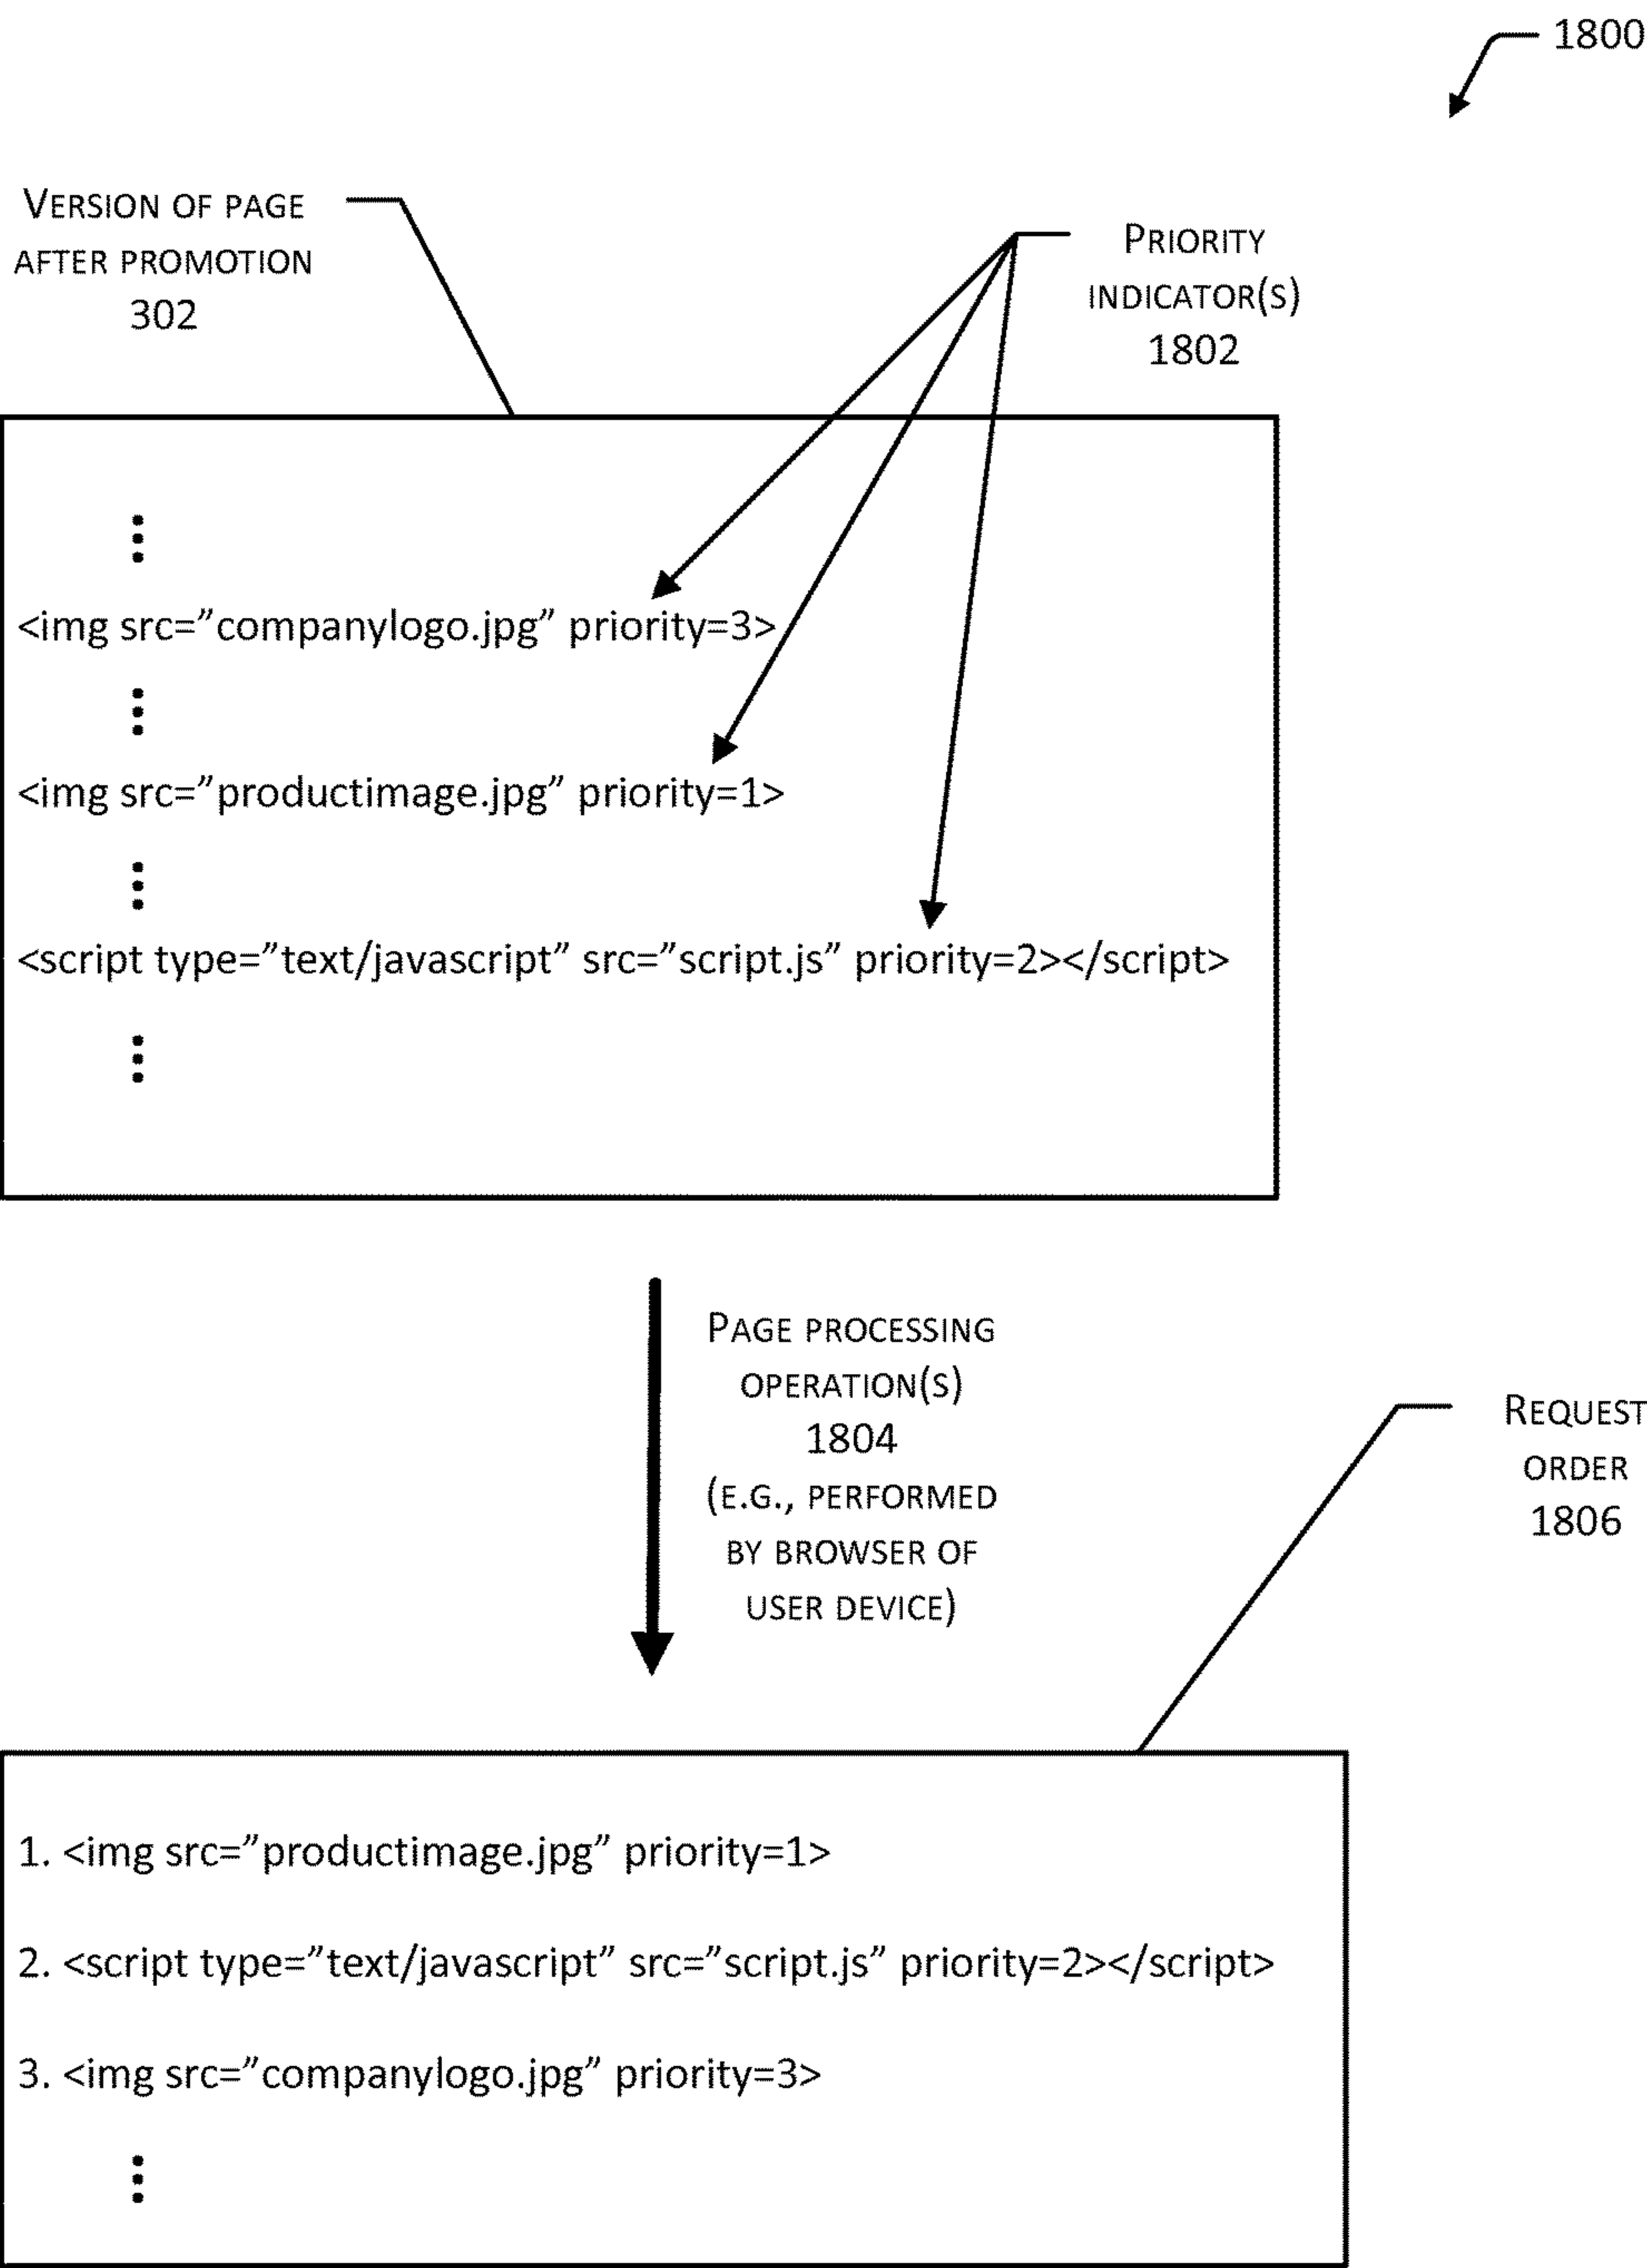 1800
VERSION OF PAGE
AFTER PROMOTION
302
PRIORITY
INDICATOR(S)
1802
⋮
<img src=”companylogo.jpg” priority=3>
⋮
<img src=”productimage.jpg” priority=1>
⋮
<script type=”text/javascript” src=”script.js” priority=2></script>
⋮
PAGE PROCESSING
OPERATION(S)
1804
(E.G., PERFORMED
BY BROWSER OF
USER DEVICE)
REQUEST
ORDER
1806
1. <img src=”productimage.jpg” priority=1>
2. <script type=”text/javascript” src=”script.js” priority=2></script>
3. <img src=”companylogo.jpg” priority=3>
⋮